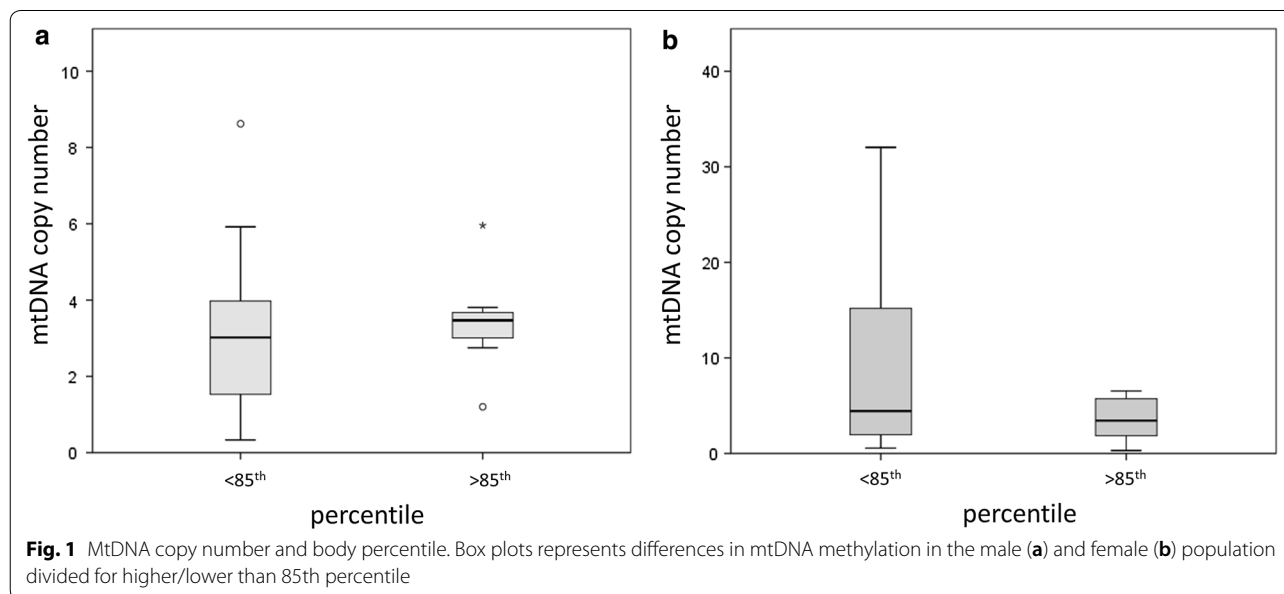 a
mtDNA copy number
10
8
6
4
2
0
<85th
>85th
percentile
b
mtDNA copy number
40
30
20
10
0
<85th
>85th
percentile
Fig. 1 MtDNA copy number and body percentile. Box plots represents differences in mtDNA methylation in the male (a) and female (b) population
divided for higher/lower than 85th percentile